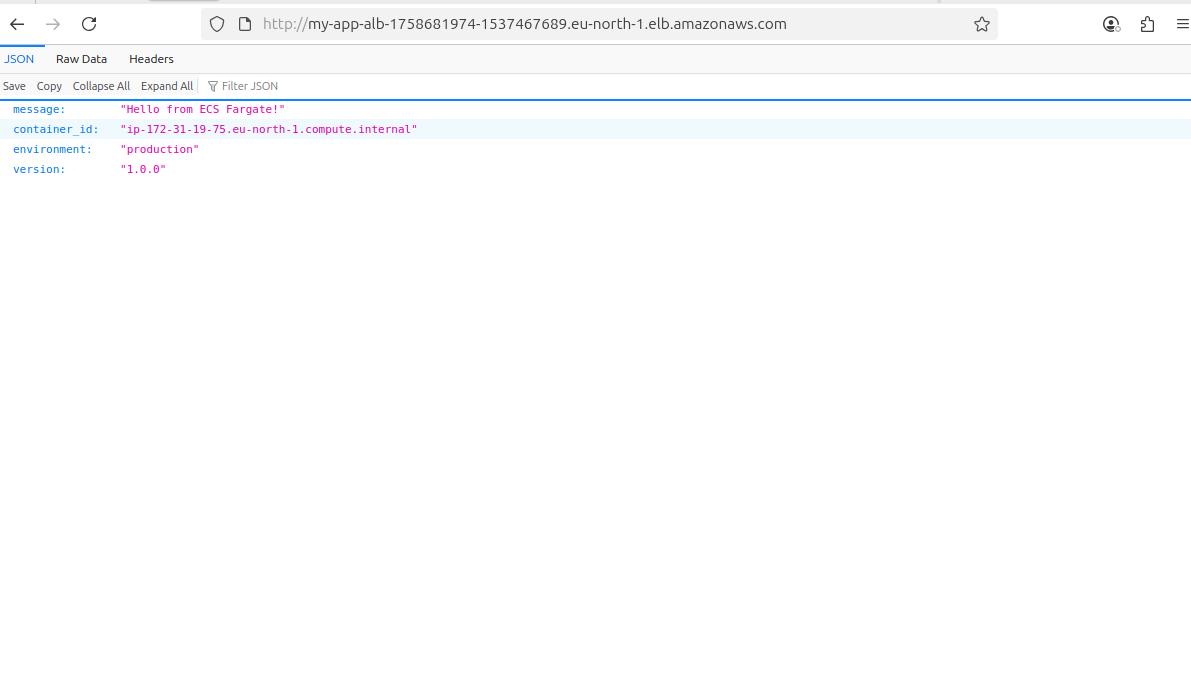 http://my-app-alb-1758681974-1537467689.eu-north-1.elb.amazonaws.com
JSON Raw Data Headers
Save Copy Collapse All Expand All Filter JSON
message: "Hello from ECS Fargate!"
container_id: "ip-172-31-19-75.eu-north-1.compute.internal"
environment: "production"
version: "1.0.0"